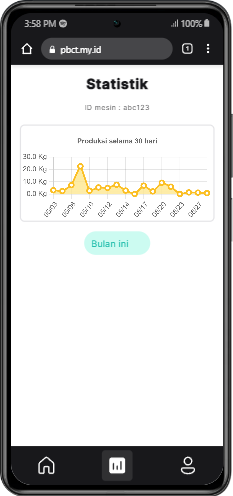 3:58 PM
100%
pbct.my.id
1
Statistik
ID mesin : abc123
Produksi selama 30 hari
30.0 Kg
20.0 Kg
10.0 Kg
0.0 Kg
Bulan ini